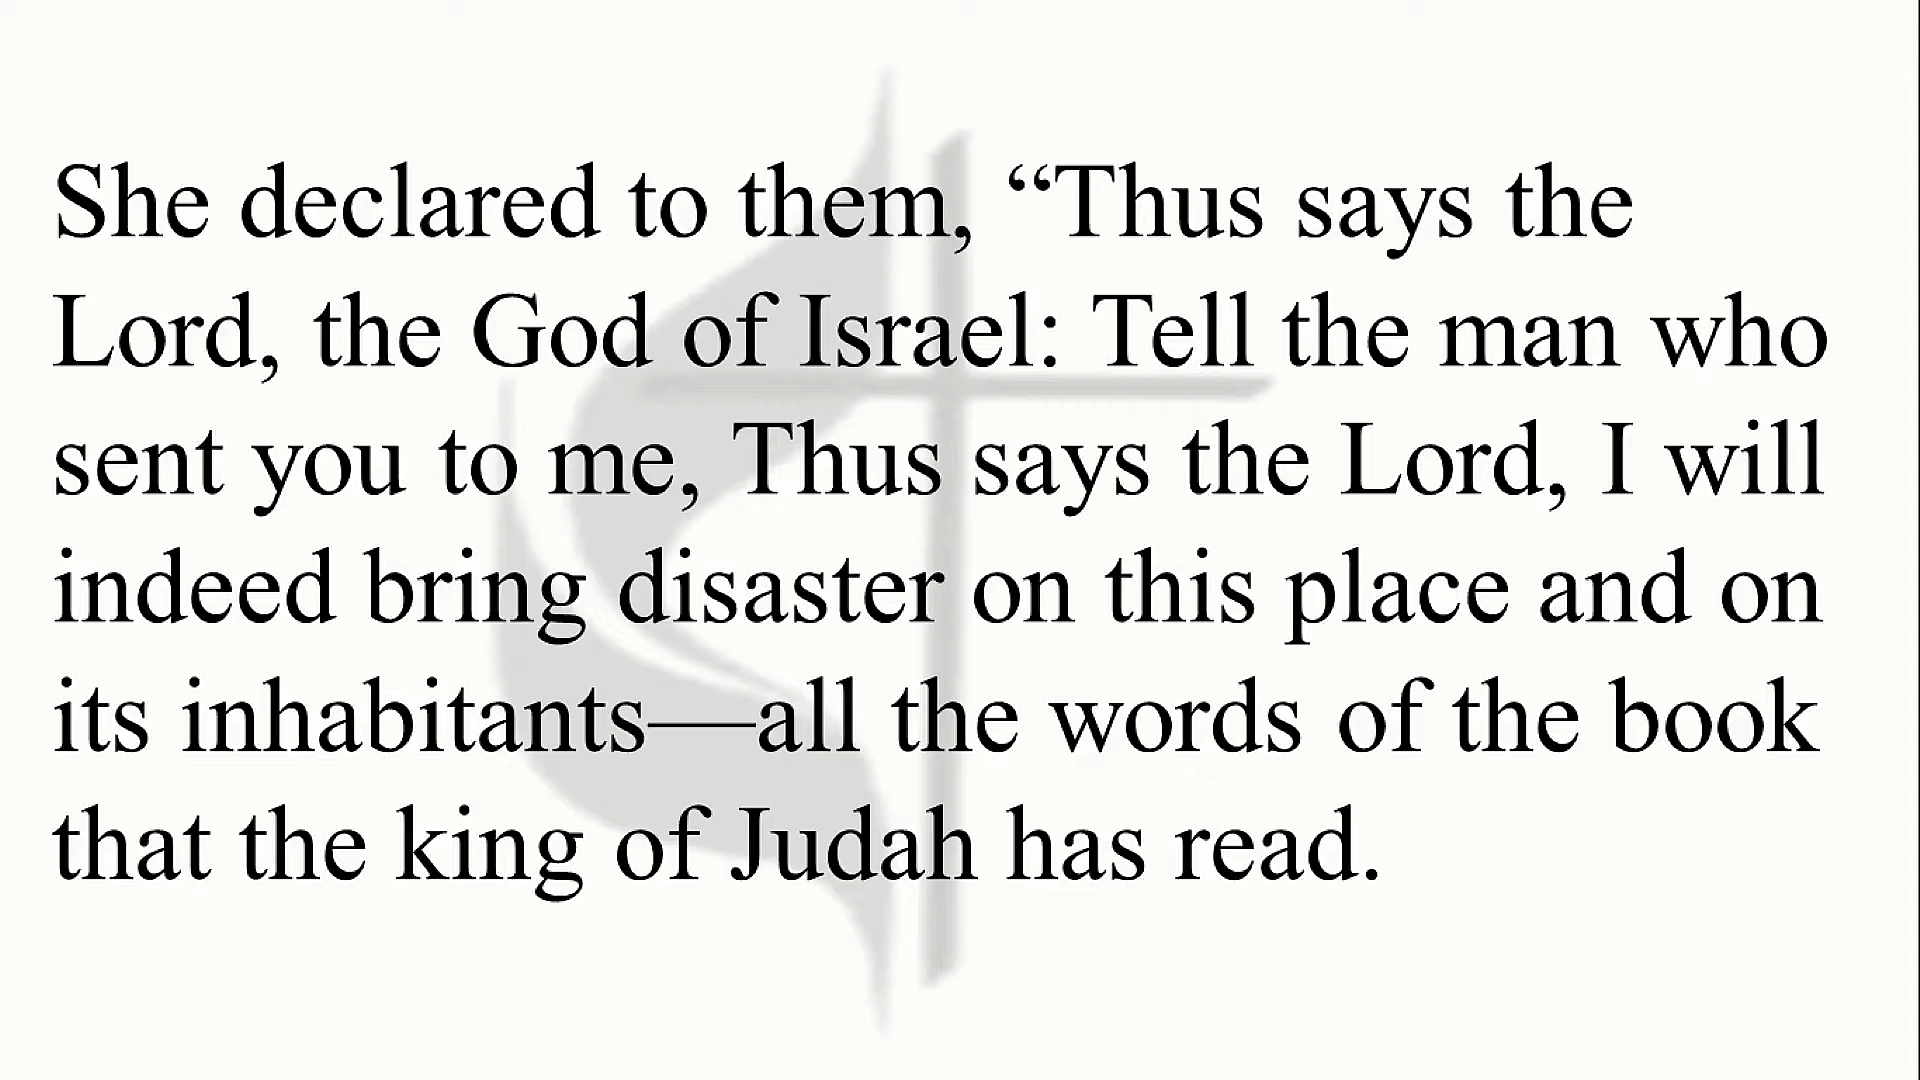 She declared to them, “Thus says the
Lord, the God of Israel: Tell the man who
sent you to me, Thus says the Lord, I will
indeed bring disaster on this place and on
its inhabitants—all the words of the book
that the king of Judah has read.